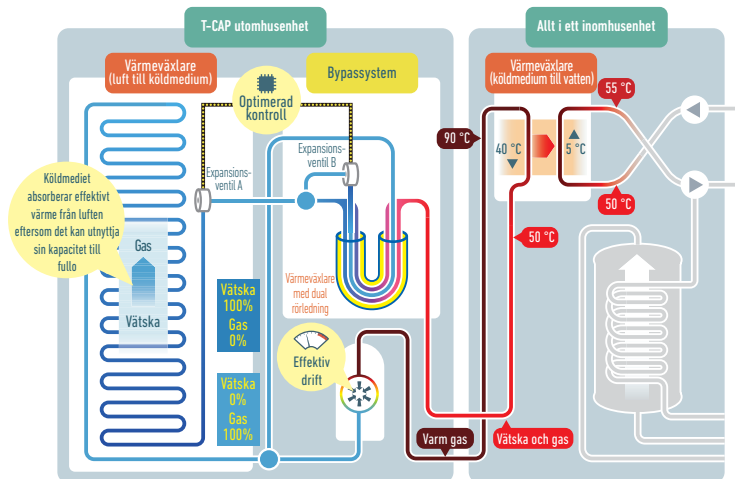 T-CAP utomhusenhet
Allt i ett inomhusenhet
Värmeväxlare
(luft till köldmedium)
Bypassystem
Optimerad
kontroll
Värmeväxlare
(köldmedium till vatten)
55 °C
90 °C
40 °C
5 °C
50 °C
50 °C
Expansions-
ventil B
Expansions-
ventil A
Köldmediet
absorberar effektivt
värme från luften
eftersom det kan utnyttja
sin kapacitet till
fullo
Gas
Vätska
Värmeväxlare
med dual
rörledning
Vätska
100%
Gas
0%
Effektiv
drift
Vätska
0%
Gas
100%
Varm gas
Vätska och gas